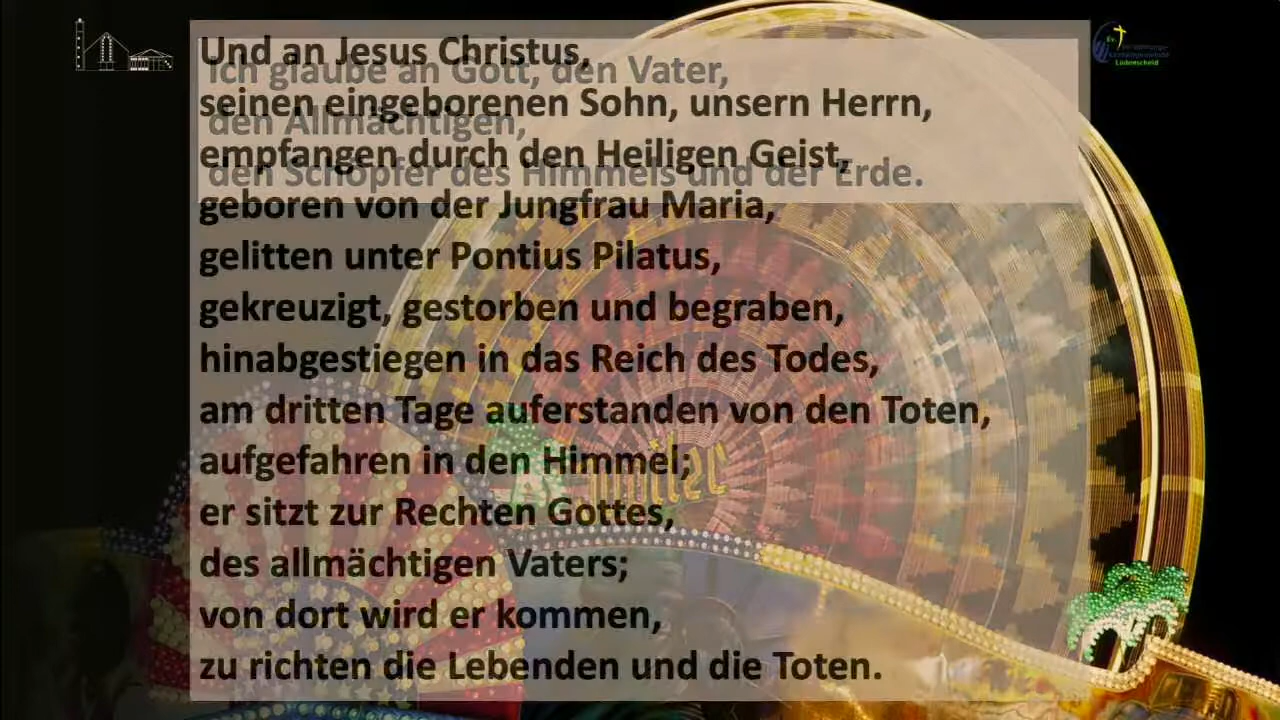 Und an Jesus Christus,
seinen eingeborenen Sohn, unsern Herrn,
empfangen durch den Heiligen Geist,
geboren von der Jungfrau Maria,
gelitten unter Pontius Pilatus,
gekreuzigt, gestorben und begraben,
hinabgestiegen in das Reich des Todes,
am dritten Tage auferstanden von den Toten,
aufgefahren in den Himmel;
er sitzt zur Rechten Gottes,
des allmächtigen Vaters;
von dort wird er kommen,
zu richten die Lebenden und die Toten.
Ich glaube an Gott, den Vater,
den Allmächtigen,
den Schöpfer des Himmels und der Erde.
Ev.
Lüdenscheid